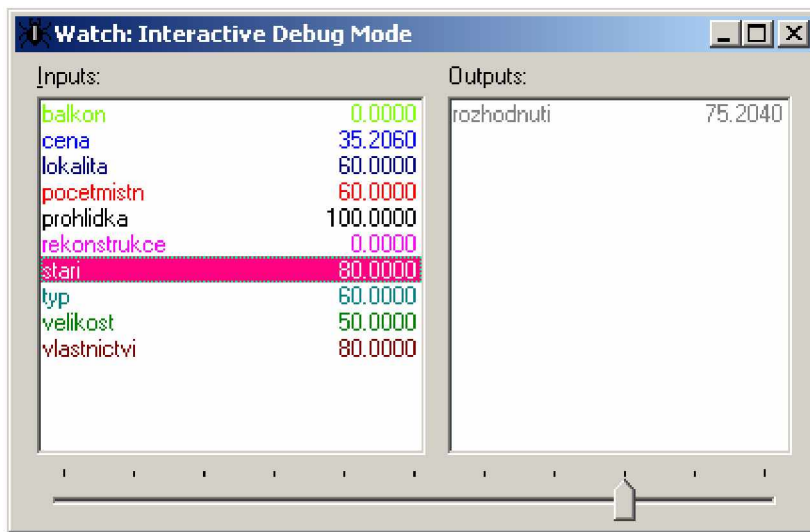 Watch: Interactive Debug Mode
Inputs:
balkon 0.0000
cena 35.2060
lokalita 60.0000
pocetmistn 60.0000
prohlidka 100.0000
rekonstrukce 0.0000
stari 80.0000
typ 60.0000
velikost 50.0000
vlastnictvi 80.0000
Outputs:
rozhodnuti 75.2040